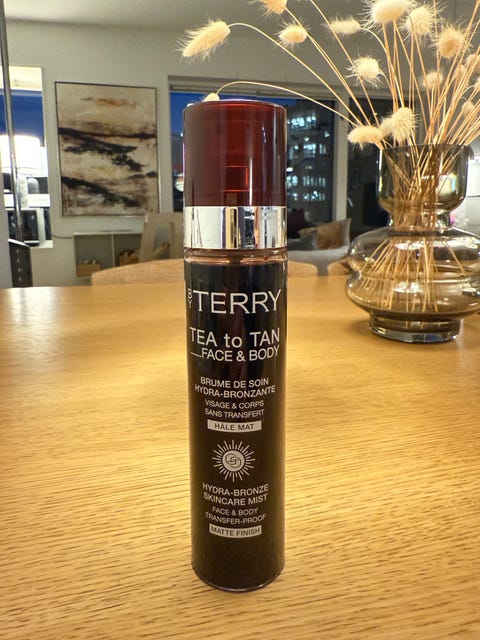 BY TERRY
TEA to TAN
FACE & BODY
BRUME DE SOIN
HYDRA-BRONZANTE
VISAGE & CORPS
SANS TRANSFERT
HÂLE MAT
HYDRA-BRONZE
SKINCARE MIST
FACE & BODY
TRANSFER-PROOF
MATTE FINISH